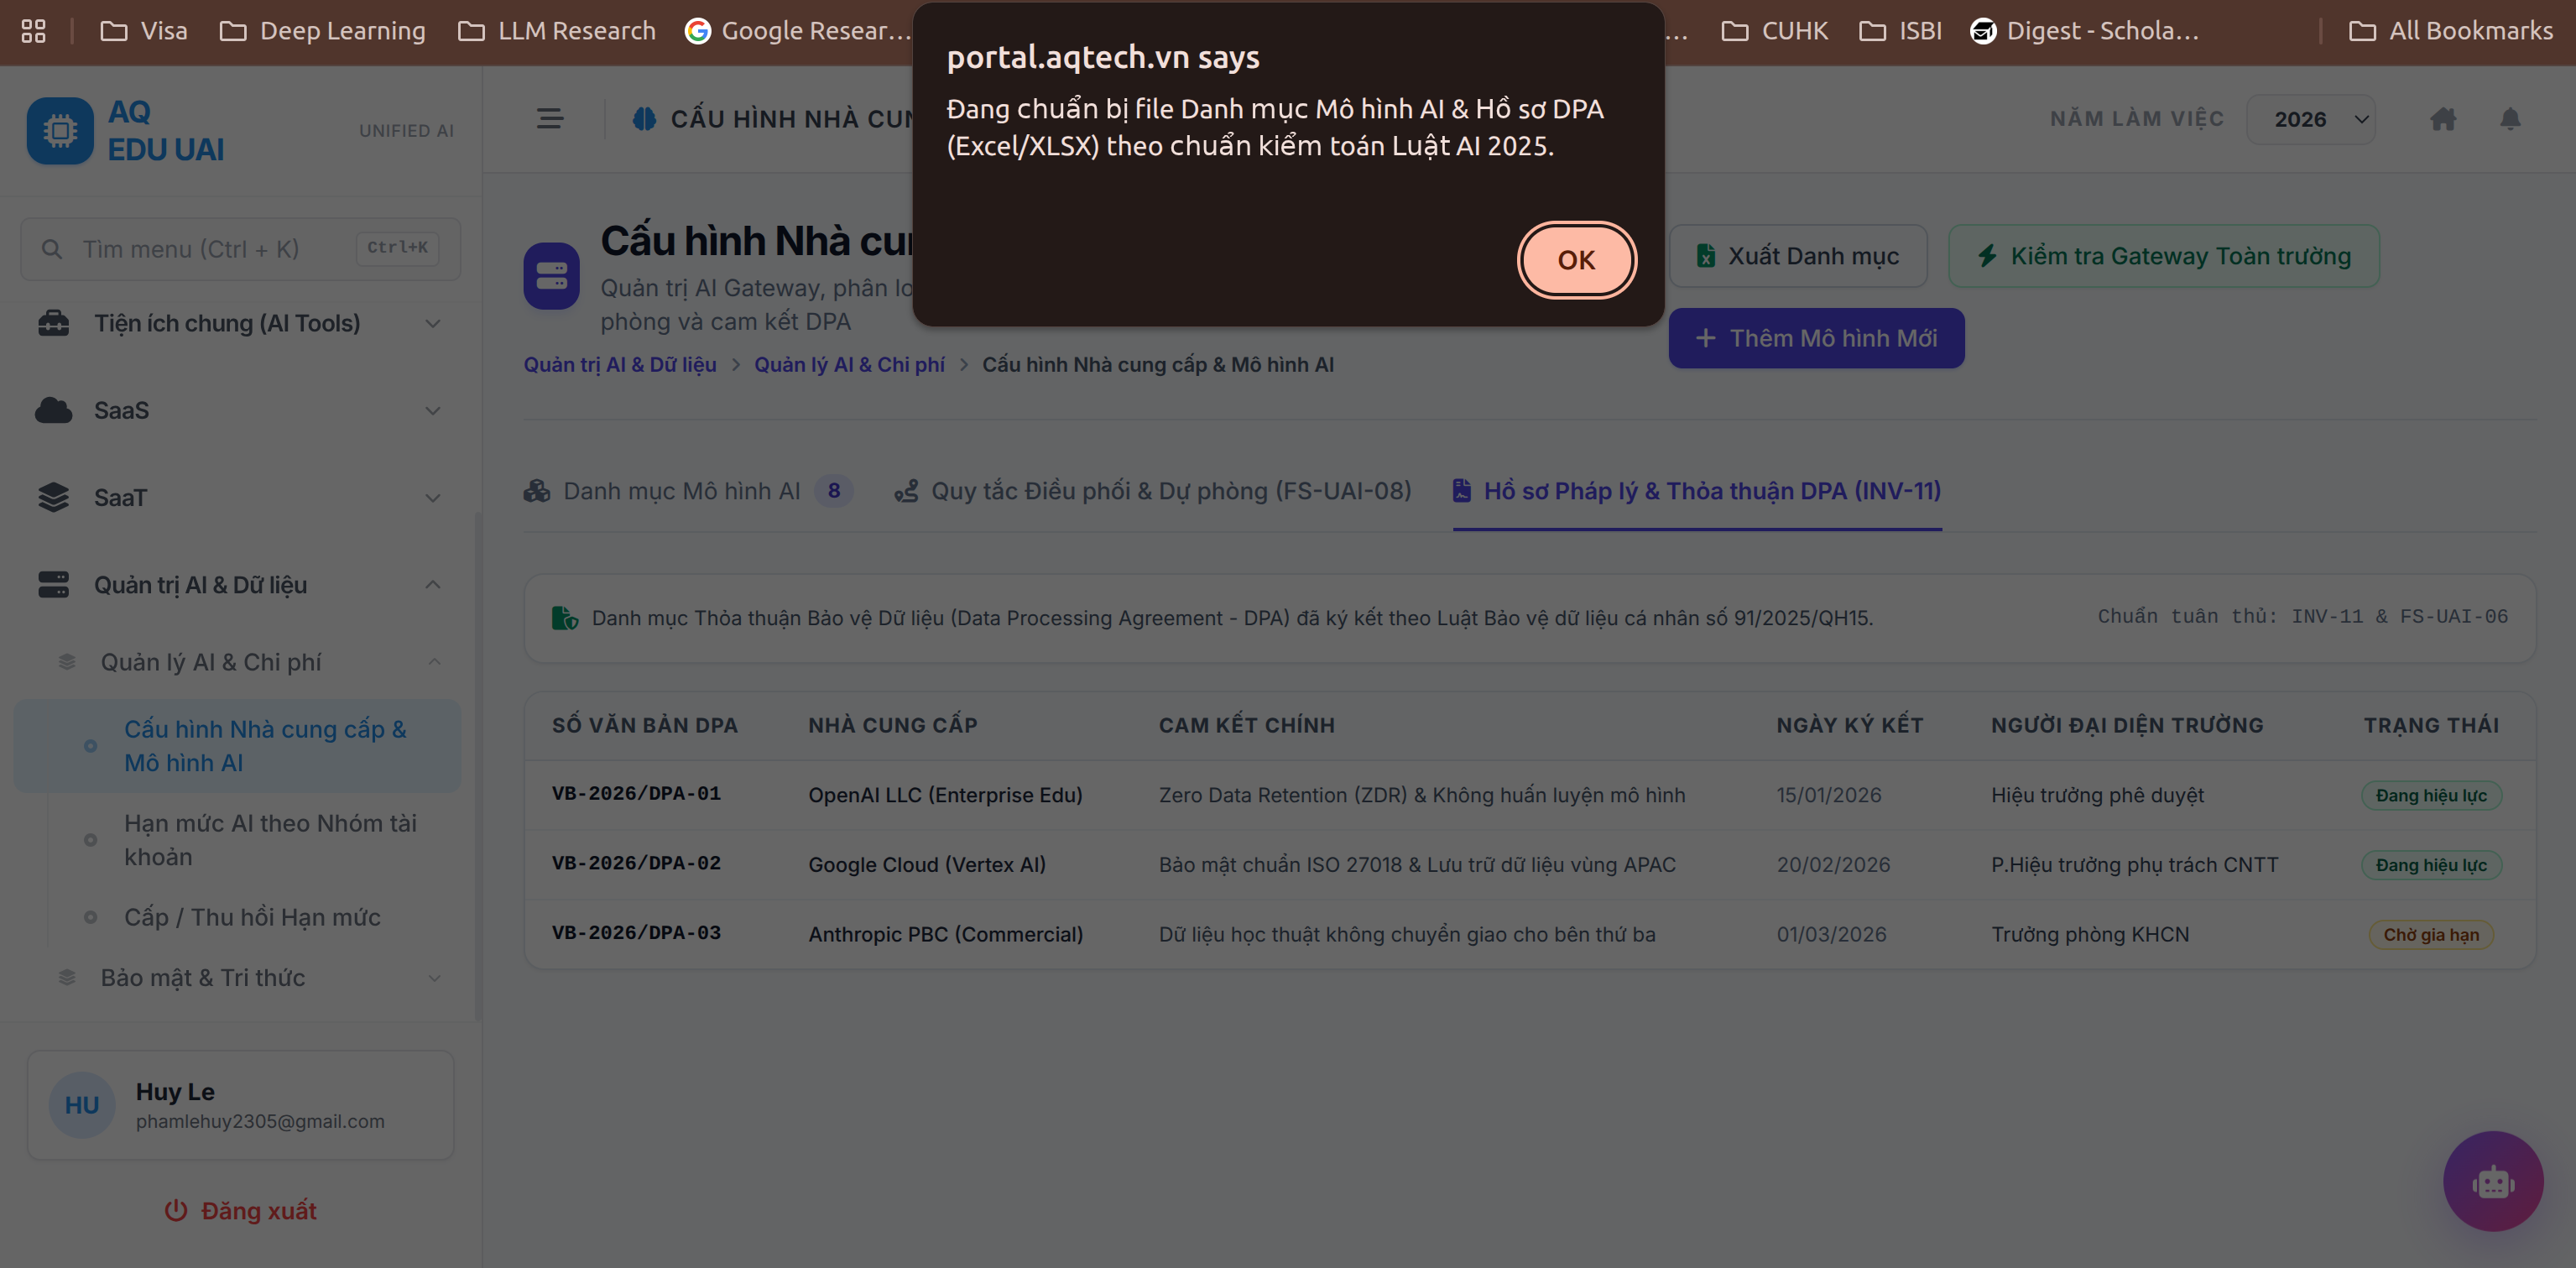 Visa
Deep Learning
LLM Research
Google Resear...
...
CUHK
ISBI
Digest - Schola...
All Bookmarks
portal.aqtech.vn says
Đang chuẩn bị file Danh mục Mô hình AI & Hồ sơ DPA
(Excel/XLSX) theo chuẩn kiểm toán Luật AI 2025.
OK
AQ
EDU UAI
UNIFIED AI
Tìm menu (Ctrl + K)
Ctrl+K
Tiện ích chung (AI Tools)
SaaS
SaaT
Quản trị AI & Dữ liệu
Quản lý AI & Chi phí
Cấu hình Nhà cung cấp &
Mô hình AI
Hạn mức AI theo Nhóm tài
khoản
Cấp / Thu hồi Hạn mức
Bảo mật & Tri thức
HU
Huy Le
phamlehuy2305@gmail.com
Đăng xuất
CẤU HÌNH NHÀ CUN
NĂM LÀM VIỆC
2026
Cấu hình Nhà cu
Quản trị AI Gateway, phân lo
phòng và cam kết DPA
Xuất Danh mục
Kiểm tra Gateway Toàn trường
Thêm Mô hình Mới
Quản trị AI & Dữ liệu > Quản lý AI & Chi phí > Cấu hình Nhà cung cấp & Mô hình AI
Danh mục Mô hình AI 8
Quy tắc Điều phối & Dự phòng (FS-UAI-08)
Hồ sơ Pháp lý & Thỏa thuận DPA (INV-11)
Danh mục Thỏa thuận Bảo vệ Dữ liệu (Data Processing Agreement - DPA) đã ký kết theo Luật Bảo vệ dữ liệu cá nhân số 91/2025/QH15.
Chuẩn tuân thủ: INV-11 & FS-UAI-06
SỐ VĂN BẢN DPA NHÀ CUNG CẤP CAM KẾT CHÍNH NGÀY KÝ KẾT NGƯỜI ĐẠI DIỆN TRƯỜNG TRẠNG THÁI
VB-2026/DPA-01 OpenAI LLC (Enterprise Edu) Zero Data Retention (ZDR) & Không huấn luyện mô hình 15/01/2026 Hiệu trưởng phê duyệt Đang hiệu lực
VB-2026/DPA-02 Google Cloud (Vertex AI) Bảo mật chuẩn ISO 27018 & Lưu trữ dữ liệu vùng APAC 20/02/2026 P.Hiệu trưởng phụ trách CNTT Đang hiệu lực
VB-2026/DPA-03 Anthropic PBC (Commercial) Dữ liệu học thuật không chuyển giao cho bên thứ ba 01/03/2026 Trưởng phòng KHCN Chờ gia hạn